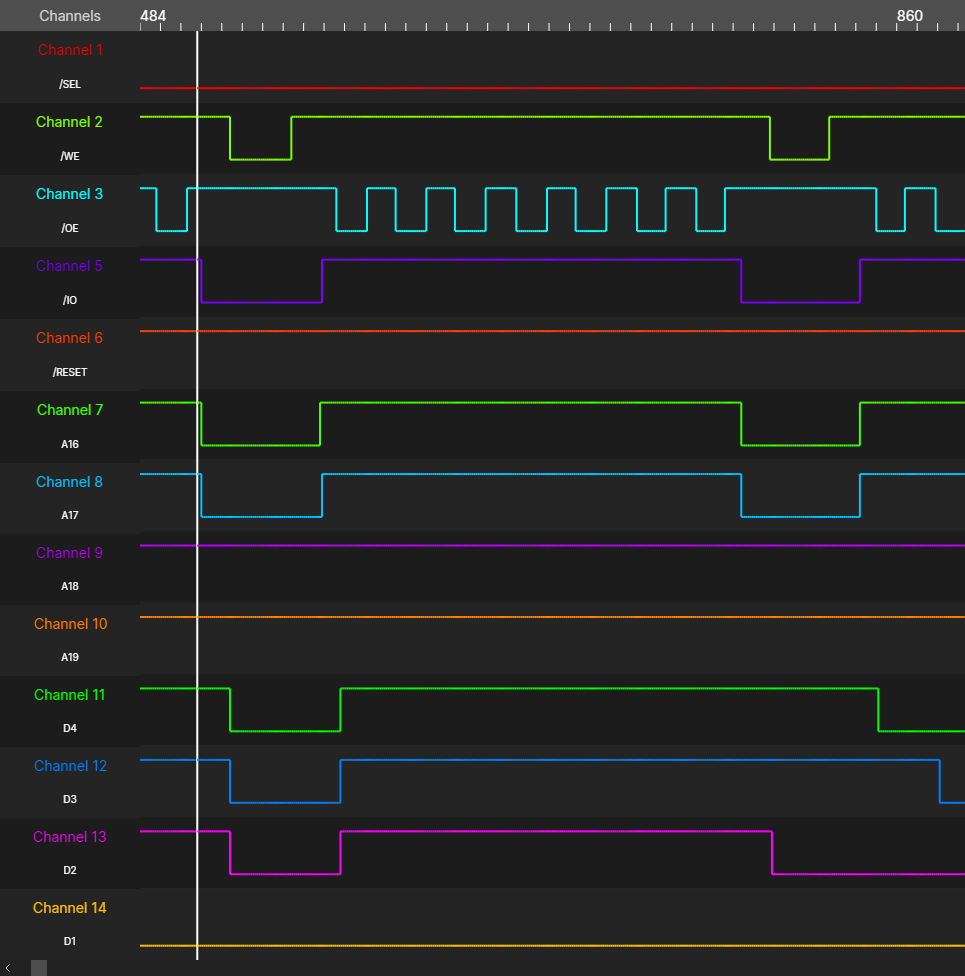 Channels 484 860
Channel 1
/SEL
Channel 2
/WE
Channel 3
/OE
Channel 5
/IO
Channel 6
/RESET
Channel 7
A16
Channel 8
A17
Channel 9
A18
Channel 10
A19
Channel 11
D4
Channel 12
D3
Channel 13
D2
Channel 14
D1